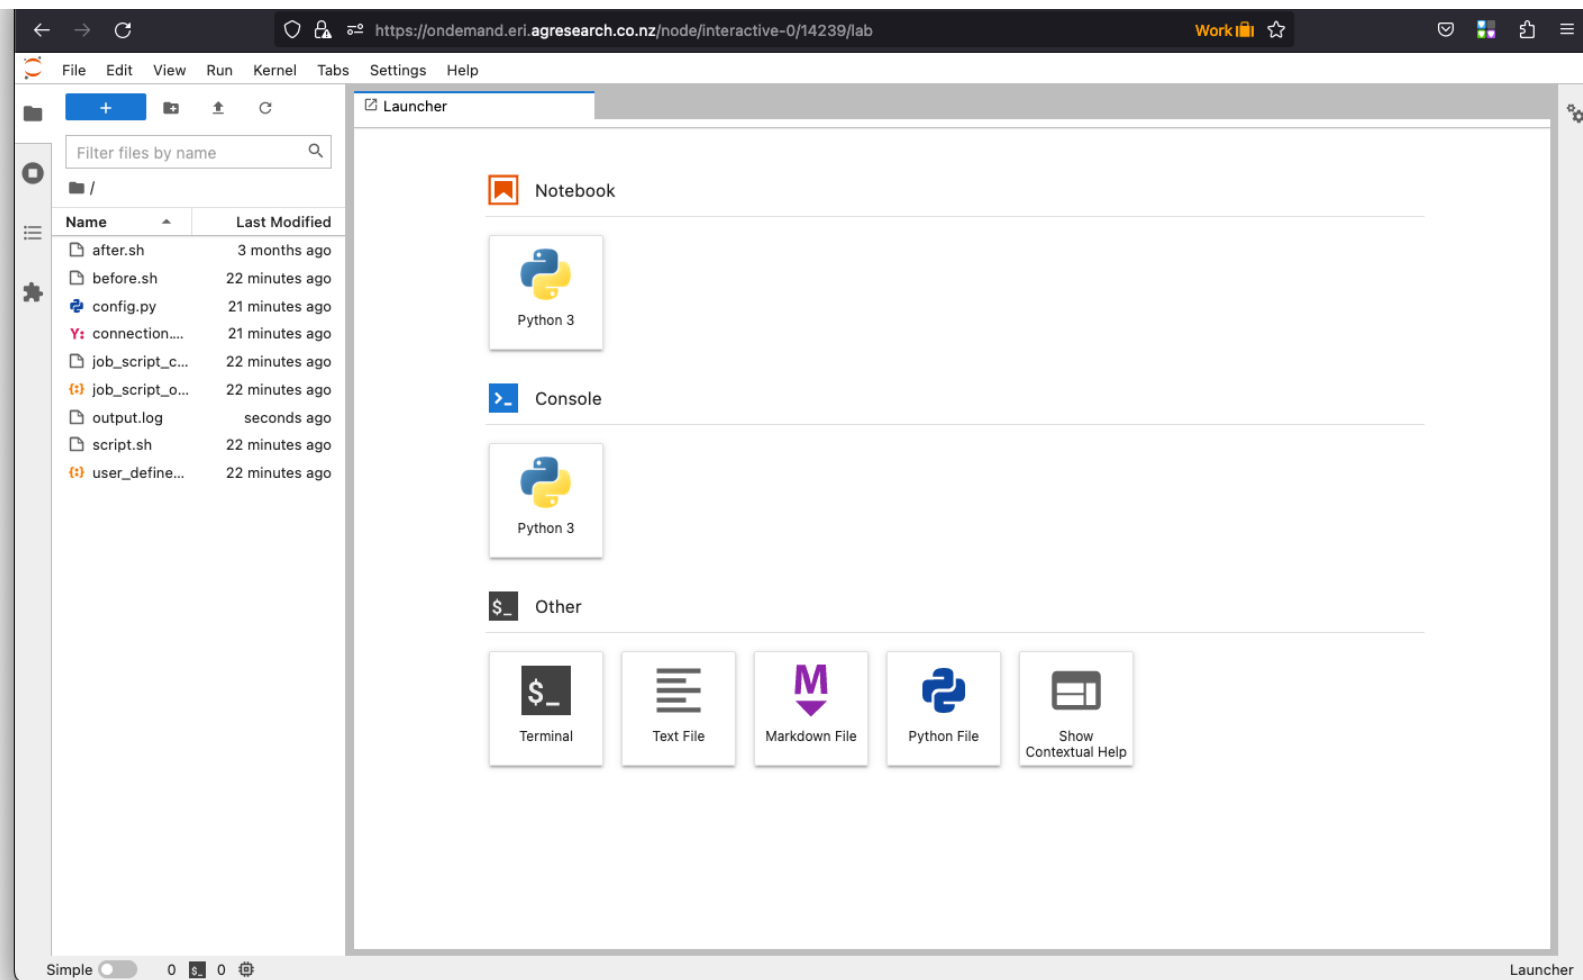 https://ondemand.eri.agresearch.co.nz/node/interactive-0/14239/lab
Work
File Edit View Run Kernel Tabs Settings Help
+
Launcher
Filter files by name
/
Name Last Modified
after.sh 3 months ago
before.sh 22 minutes ago
config.py 21 minutes ago
Y: connection.... 21 minutes ago
job_script_c... 22 minutes ago
{:} job_script_o... 22 minutes ago
output.log seconds ago
script.sh 22 minutes ago
{:} user_define... 22 minutes ago
Notebook
Python 3
>_ Console
Python 3
$_ Other
$_
M
Terminal
Text File
Markdown File
Python File
Show
Contextual Help
Simple 0 $_ 0
Launcher